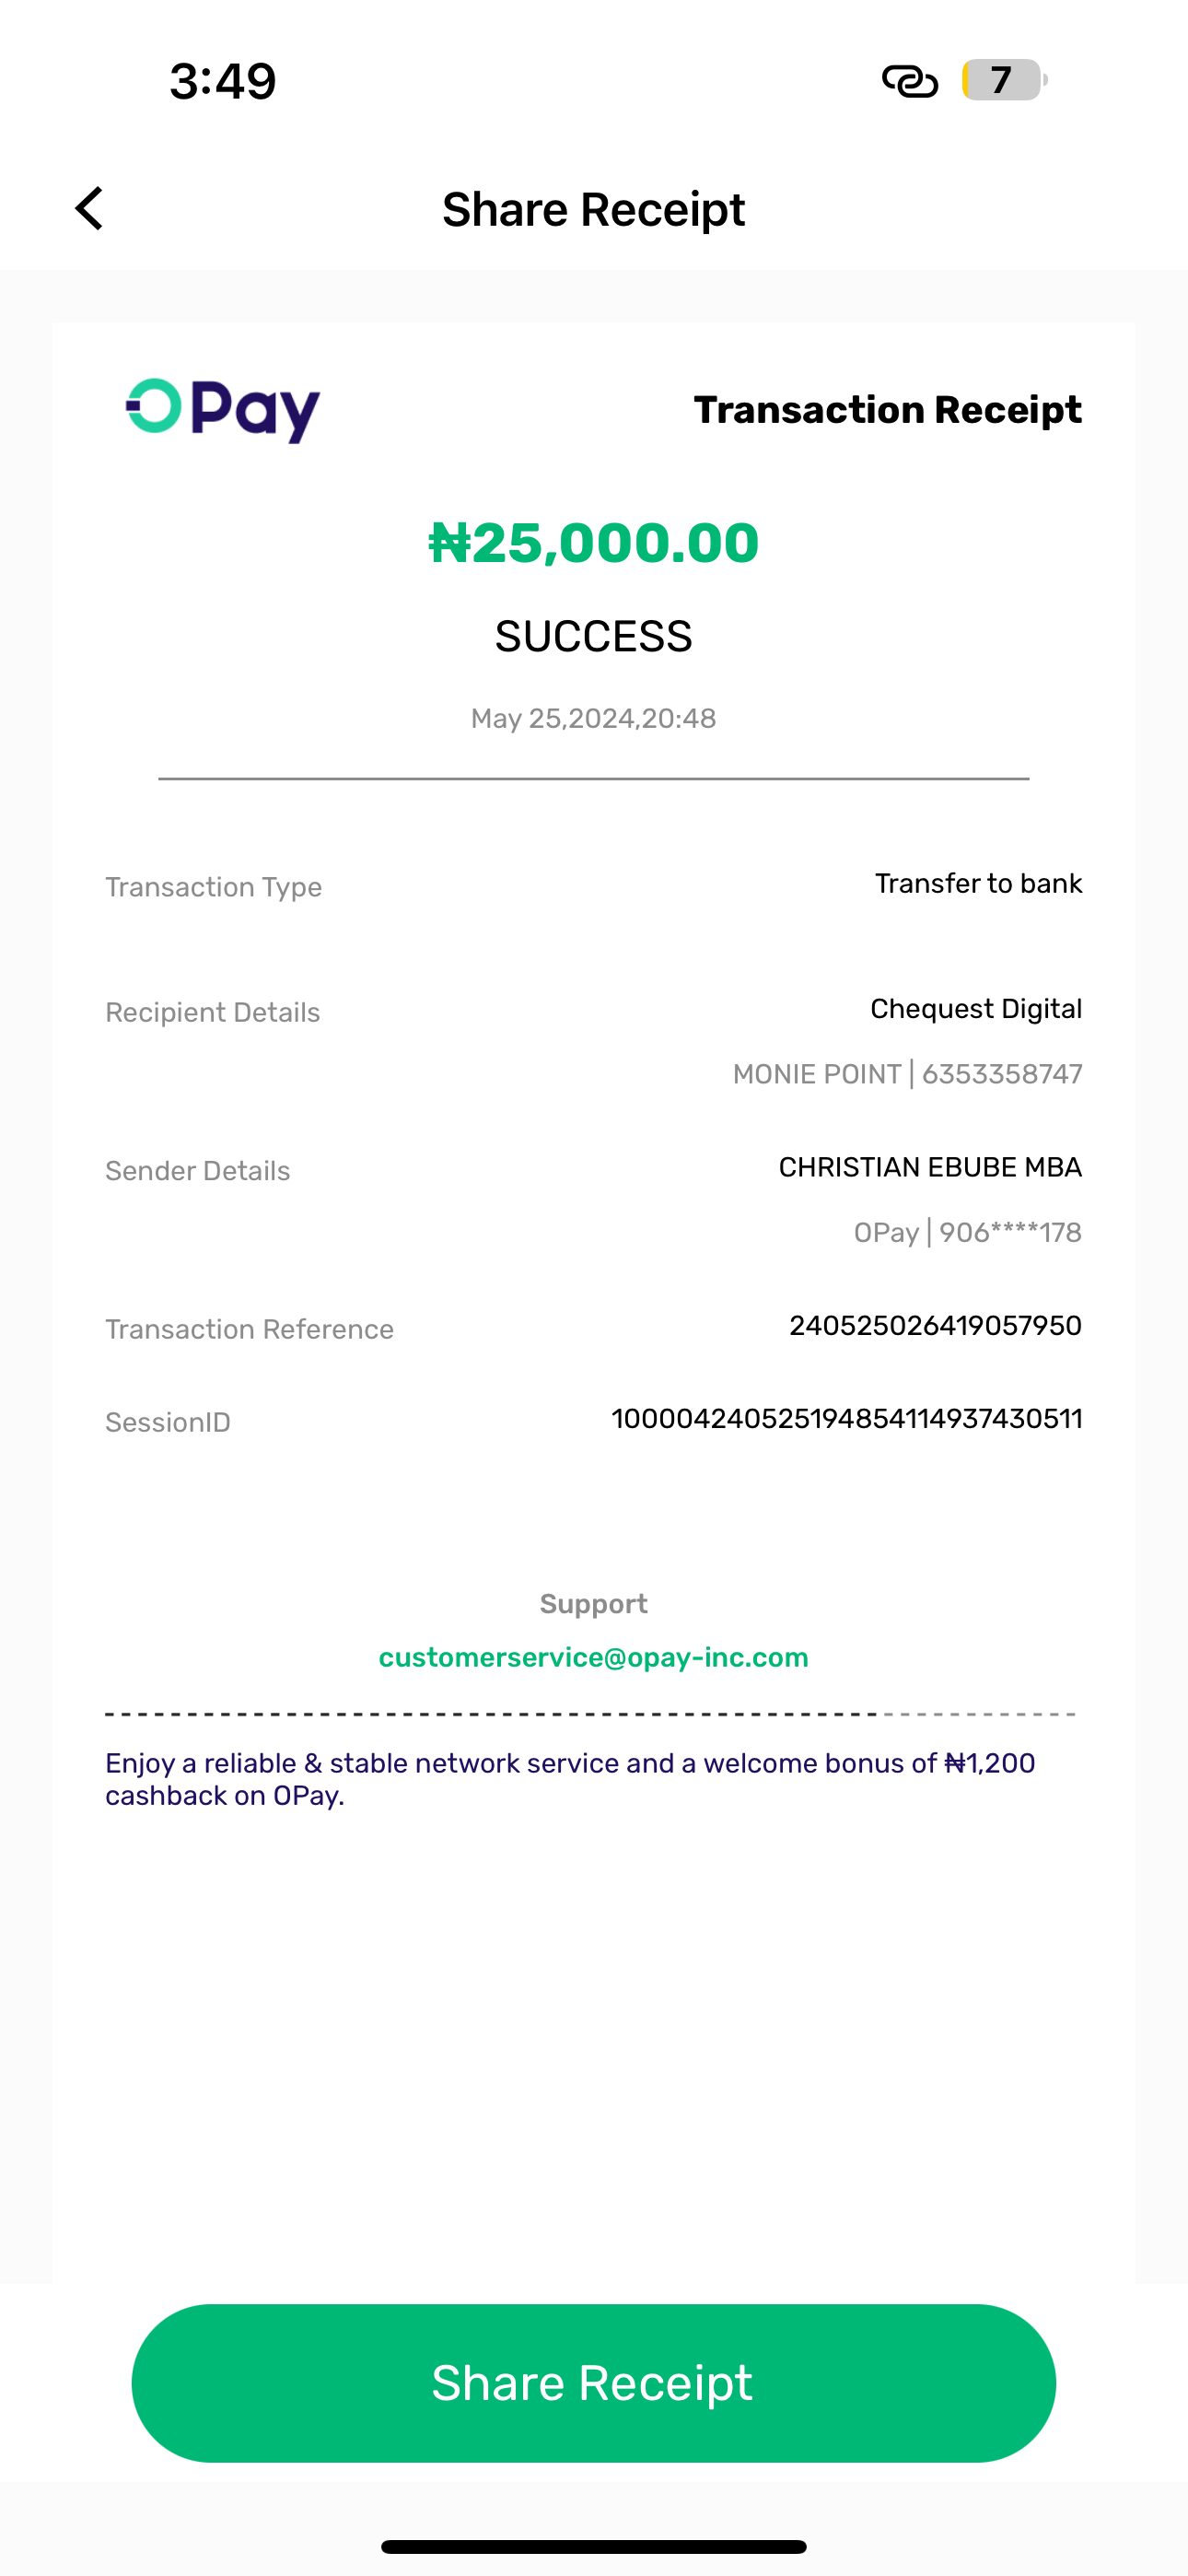 3:49
7
Share Receipt
OPay
Transaction Receipt
₦25,000.00
SUCCESS
May 25,2024,20:48
Transaction Type
Transfer to bank
Recipient Details
Chequest Digital
MONIE POINT | 6353358747
Sender Details
CHRISTIAN EBUBE MBA
OPay | 906****178
Transaction Reference
240525026419057950
SessionID
100004240525194854114937430511
Support
customerservice@opay-inc.com
Enjoy a reliable & stable network service and a welcome bonus of ₦1,200
cashback on OPay.
Share Receipt